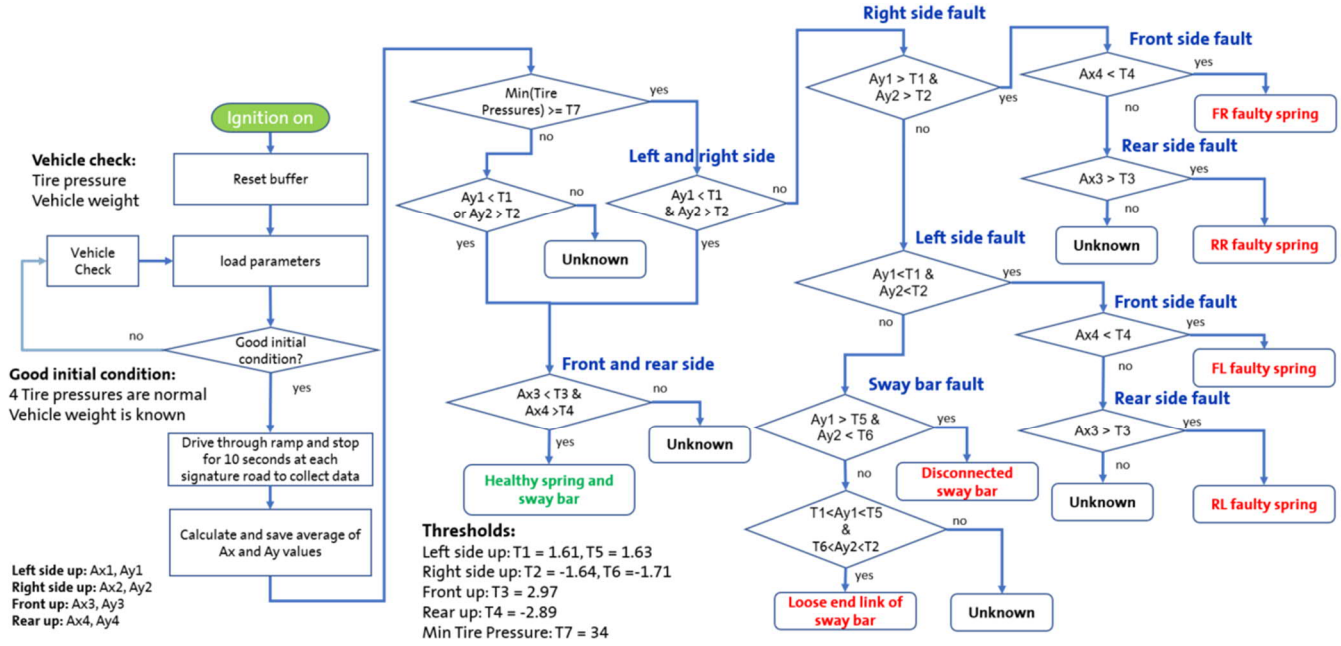 Ignition on
Vehicle check:
Tire pressure
Vehicle weight
Reset buffer
Vehicle
Check
load parameters
no
Good initial
condition?
Good initial condition:
4 Tire pressures are normal
Vehicle weight is known
yes
Drive through ramp and stop
for 10 seconds at each
signature road to collect data
Calculate and save average of
Ax and Ay values
Left side up: Ax1, Ay1
Right side up: Ax2, Ay2
Front up: Ax3, Ay3
Rear up: Ax4, Ay4
Min(Tire
Pressures) >= T7
yes
no
Left and right side
Ay1 < T1
or Ay2 > T2
no
yes
Unknown
Ay1 < T1
& Ay2 > T2
no
yes
Front and rear side
Ax3 < T3 &
Ax4 >T4
no
yes
Unknown
Healthy spring and
sway bar
Thresholds:
Left side up: T1 = 1.61, T5 = 1.63
Right side up: T2 = -1.64, T6 =-1.71
Front up: T3 = 2.97
Rear up: T4 = -2.89
Min Tire Pressure: T7 = 34
Right side fault
Ay1 > T1 &
Ay2 > T2
yes
no
Front side fault
Ax4 < T4
yes
no
FR faulty spring
Rear side fault
Ax3 > T3
yes
no
Unknown
RR faulty spring
Left side fault
Ay1<T1 &
Ay2<T2
yes
no
Front side fault
Ax4 < T4
yes
no
FL faulty spring
Rear side fault
Ax3 > T3
yes
no
Unknown
RL faulty spring
Sway bar fault
Ay1 > T5 &
Ay2 < T6
yes
no
Disconnected
sway bar
T1<Ay1<T5
&
T6<Ay2<T2
no
yes
Loose end link of
sway bar
Unknown